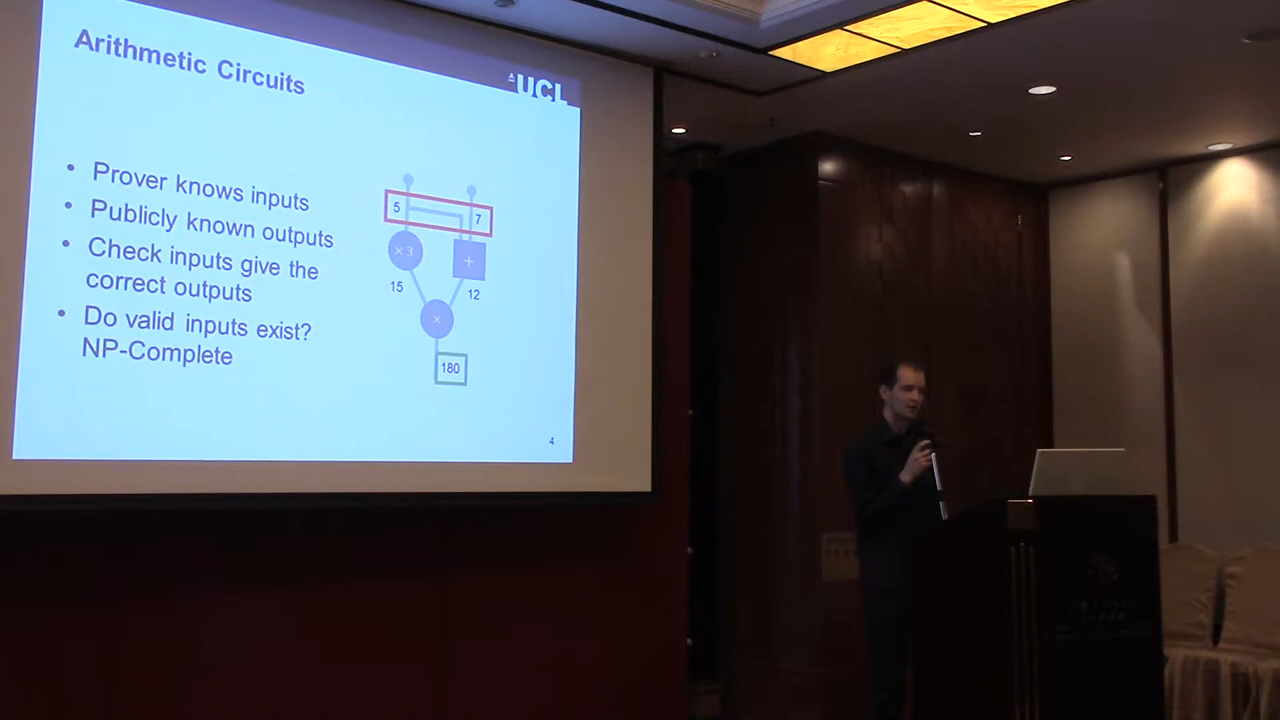 Arithmetic Circuits
UCL
• Prover knows inputs
• Publicly known outputs
• Check inputs give the
correct outputs
• Do valid inputs exist?
NP-Complete
5
7
× 3
+
15
12
×
180
4